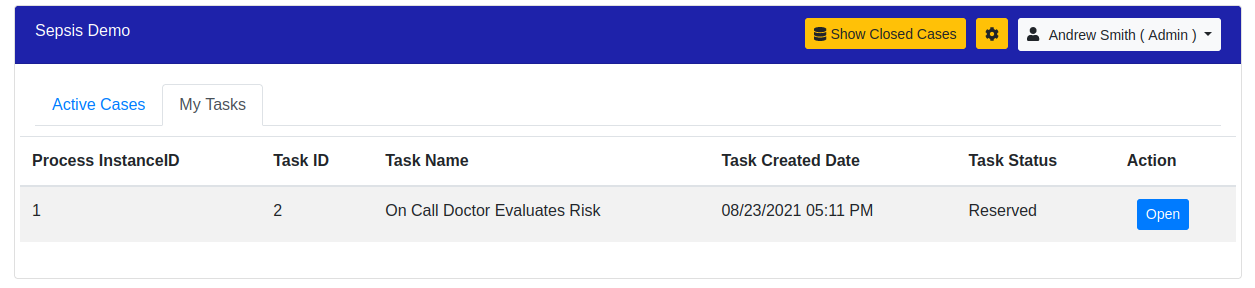 Sepsis Demo
Show Closed Cases
Andrew Smith ( Admin )
Active Cases
My Tasks
Process InstanceID Task ID Task Name Task Created Date Task Status Action
1 2 On Call Doctor Evaluates Risk 08/23/2021 05:11 PM Reserved Open